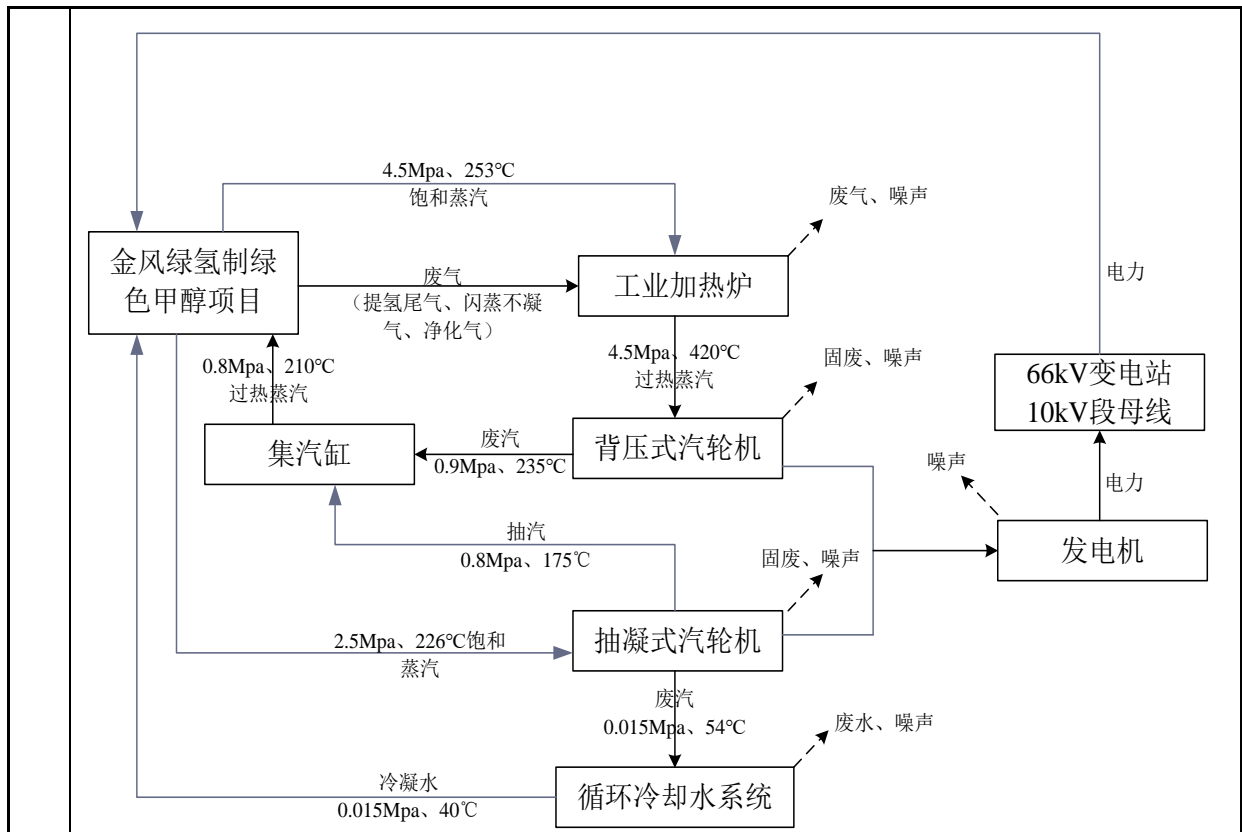 4.5Mpa、253℃
饱和蒸汽
废气、噪声
金风绿氢制绿
色甲醇项目
废气
（提氢尾气、闪蒸不凝
气、净化气）
工业加热炉
电力
0.8Mpa、210℃
过热蒸汽
4.5Mpa、420℃
过热蒸汽
固废、噪声
66kV变电站
10kV段母线
集汽缸
废汽
0.9Mpa、235℃
背压式汽轮机
噪声
电力
抽汽
0.8Mpa、175℃
固废、噪声
发电机
2.5Mpa、226℃饱和
蒸汽
抽凝式汽轮机
废汽
0.015Mpa、54℃
废水、噪声
冷凝水
0.015Mpa、40℃
循环冷却水系统